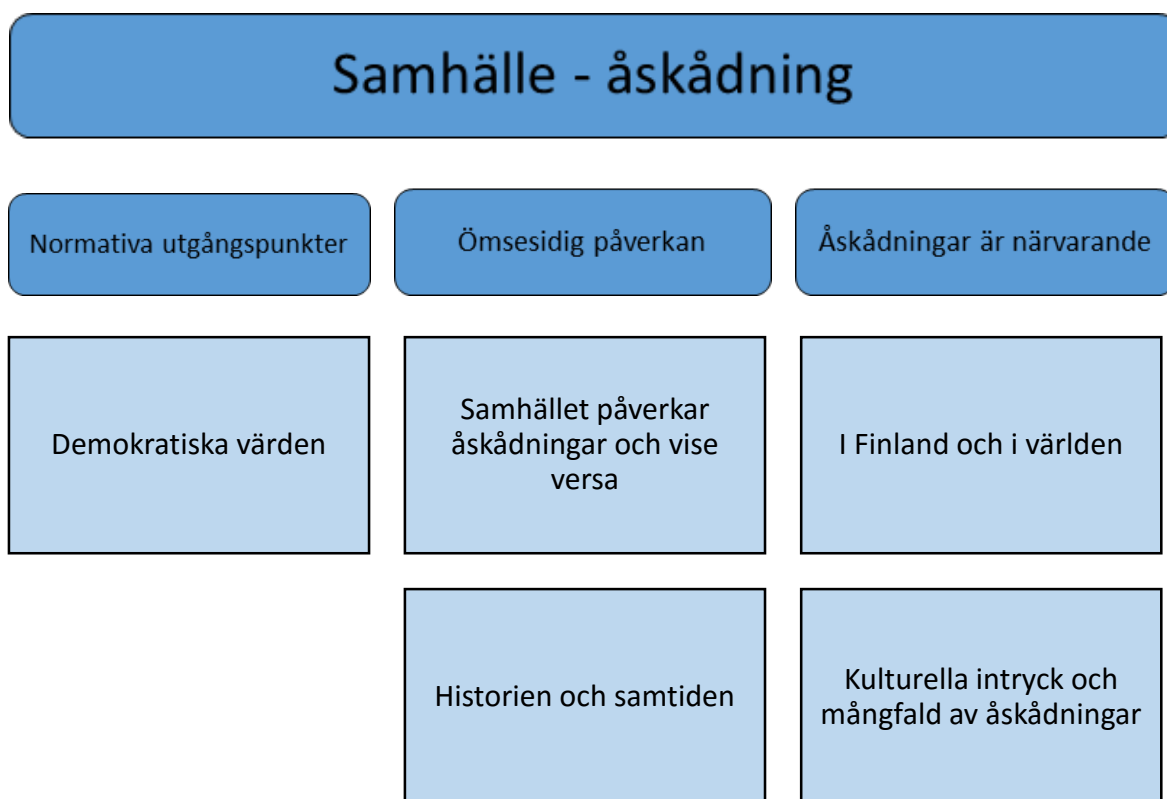 Samhälle - åskådning
Normativa utgångspunkter
Ömsesidig påverkan
Åskådningar är närvarande
Demokratiska värden
Samhället påverkar
åskådningar och vise
versa
I Finland och i världen
Historien och samtiden
Kulturella intryck och
mångfald av åskådningar